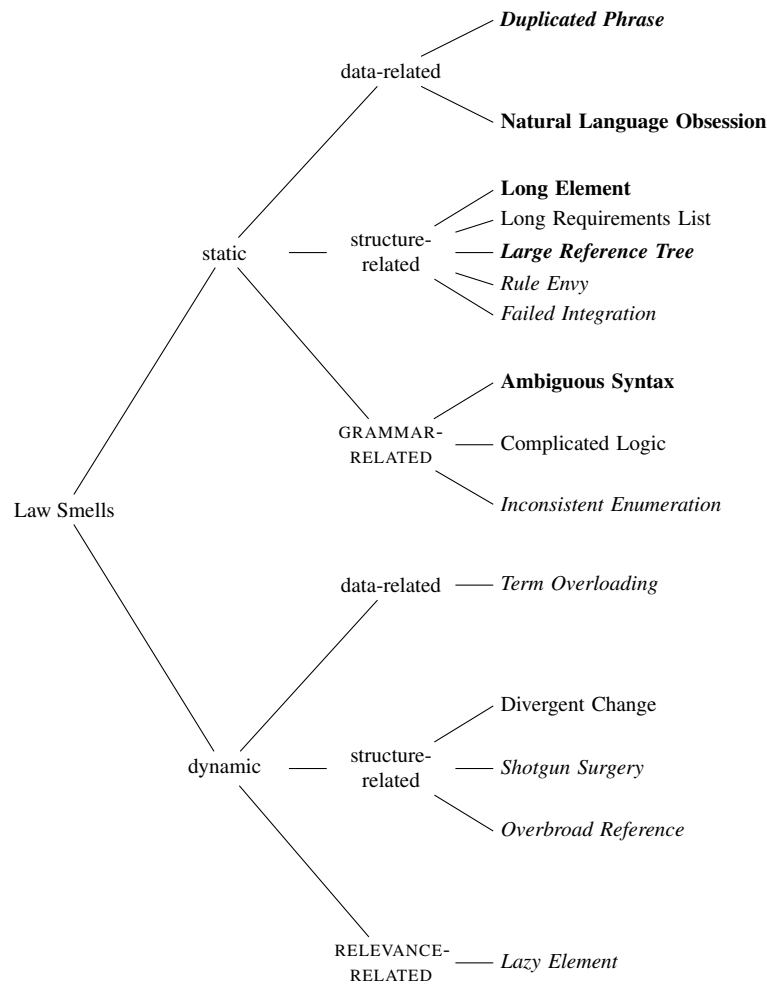 Duplicated Phrase
data-related
Natural Language Obsession
Long Element
Long Requirements List
static
structure-
related
Large Reference Tree
Rule Envy
Failed Integration
Ambiguous Syntax
GRAMMAR-
RELATED
Complicated Logic
Inconsistent Enumeration
Law Smells
data-related
Term Overloading
Divergent Change
dynamic
structure-
related
Shotgun Surgery
Overbroad Reference
RELEVANCE-
RELATED
Lazy Element